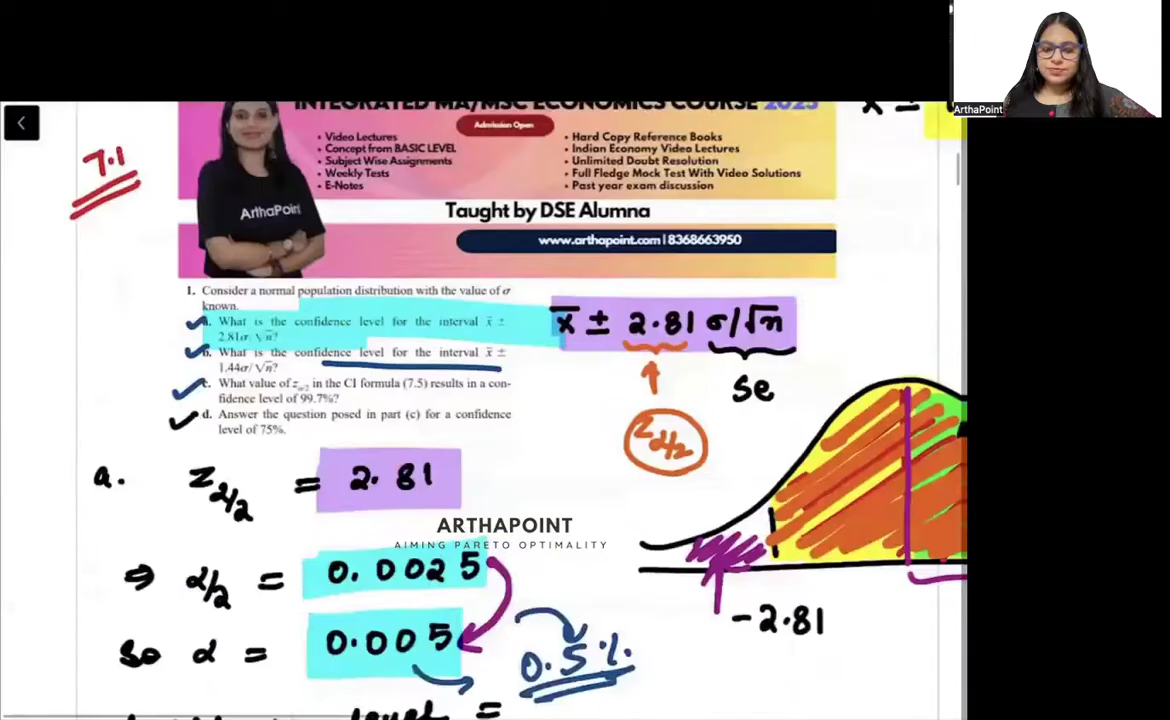 ArthaPoint
INTEGRATED MA/MSC ECONOMICS COURSE 2025
Admission Open
• Video Lectures
• Concept from BASIC LEVEL
• Subject Wise Assignments
• Weekly Tests
• E-Notes
• Hard Copy Reference Books
• Indian Economy Video Lectures
• Unlimited Doubt Resolution
• Full Fledge Mock Test With Video Solutions
• Past year exam discussion
7.1
ArthaPoint
Taught by DSE Alumna
www.arthapoint.com | 8368663950
1. Consider a normal population distribution with the value of σ
known.
a. What is the confidence level for the interval x̄ ±
2.81σ/√n?
b. What is the confidence level for the interval x̄ ±
1.44σ/√n?
c. What value of z_{α/2} in the CI formula (7.5) results in a con-
fidence level of 99.7%?
d. Answer the question posed in part (c) for a confidence
level of 75%.
x̄ ± 2.81 σ/√n
se
z_{α/2}
a. z_{α/2} = 2.81
ARTHAPOINT
AIMING PARETO OPTIMALITY
⇒ α/2 = 0.0025
-2.81
so α = 0.005
0.5%
level =